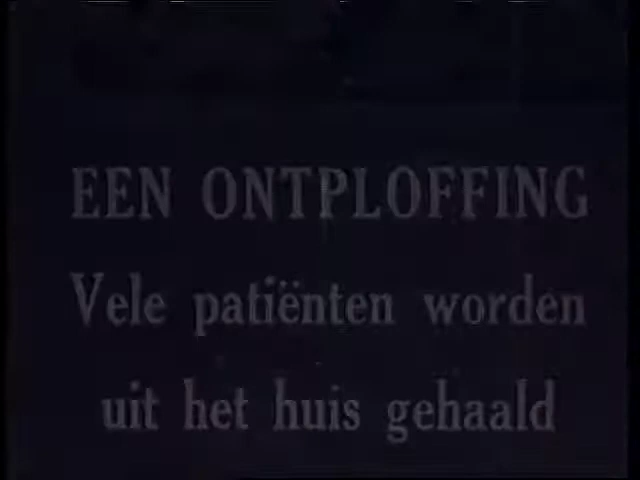 EEN ONTPLOFFING
Vele patiënten worden
uit het huis gehaald